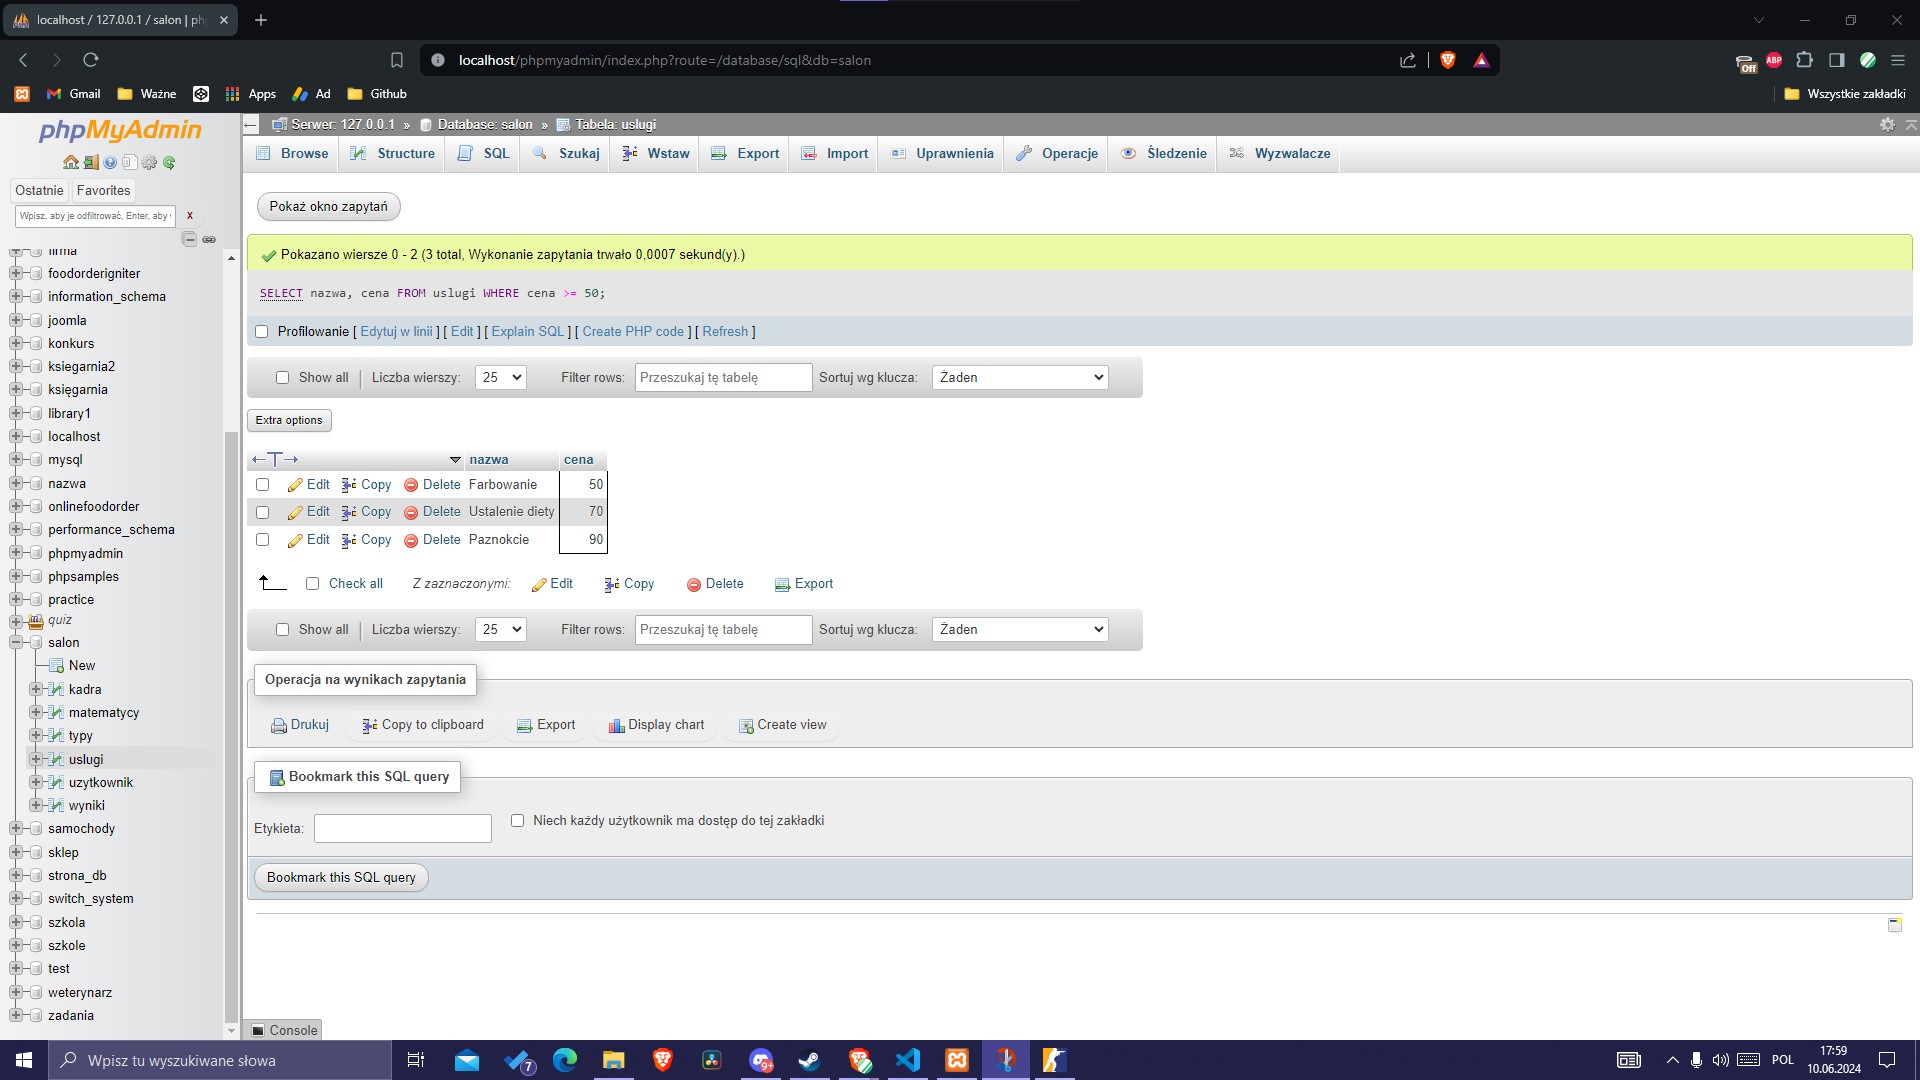 localhost / 127.0.0.1 / salon | ph
localhost/phpmyadmin/index.php?route=/database/sql&db=salon
Off
ABP
Gmail
Ważne
Apps
Ad
Github
Wszystkie zakładki
phpMyAdmin
Serwer: 127.0.0.1 » Database: salon » Tabela: uslugi
Browse
Structure
SQL
Szukaj
Wstaw
Export
Import
Uprawnienia
Operacje
Śledzenie
Wyzwalacze
Ostatnie
Favorites
Wpisz, aby je odfiltrować, Enter, aby
X
firma
foodorderigniter
information_schema
joomla
konkurs
ksiegarnia2
księgarnia
library1
localhost
mysql
nazwa
onlinefoodorder
performance_schema
phpmyadmin
phpsamples
practice
quiz
salon
New
kadra
matematycy
typy
uslugi
uzytkownik
wyniki
samochody
sklep
strona_db
switch_system
szkola
szkole
test
weterynarz
zadania
Pokaż okno zapytań
Pokazano wiersze 0 - 2 (3 total, Wykonanie zapytania trwało 0,0007 sekund(y).)
SELECT nazwa, cena FROM uslugi WHERE cena >= 50;
Profilowanie [ Edytuj w linii ] [ Edit ] [ Explain SQL ] [ Create PHP code ] [ Refresh ]
Show all | Liczba wierszy: 25 Filter rows: Przeszukaj tę tabelę Sortuj wg klucza: Żaden
Extra options
←T→ nazwa cena
Edit Copy Delete Farbowanie 50
Edit Copy Delete Ustalenie diety 70
Edit Copy Delete Paznokcie 90
Check all Z zaznaczonymi: Edit Copy Delete Export
Show all | Liczba wierszy: 25 Filter rows: Przeszukaj tę tabelę Sortuj wg klucza: Żaden
Operacja na wynikach zapytania
Drukuj Copy to clipboard Export Display chart Create view
Bookmark this SQL query
Etykieta: Niech każdy użytkownik ma dostęp do tej zakładki
Bookmark this SQL query
Console
Wpisz tu wyszukiwane słowa
7
9+
POL
17:59
10.06.2024